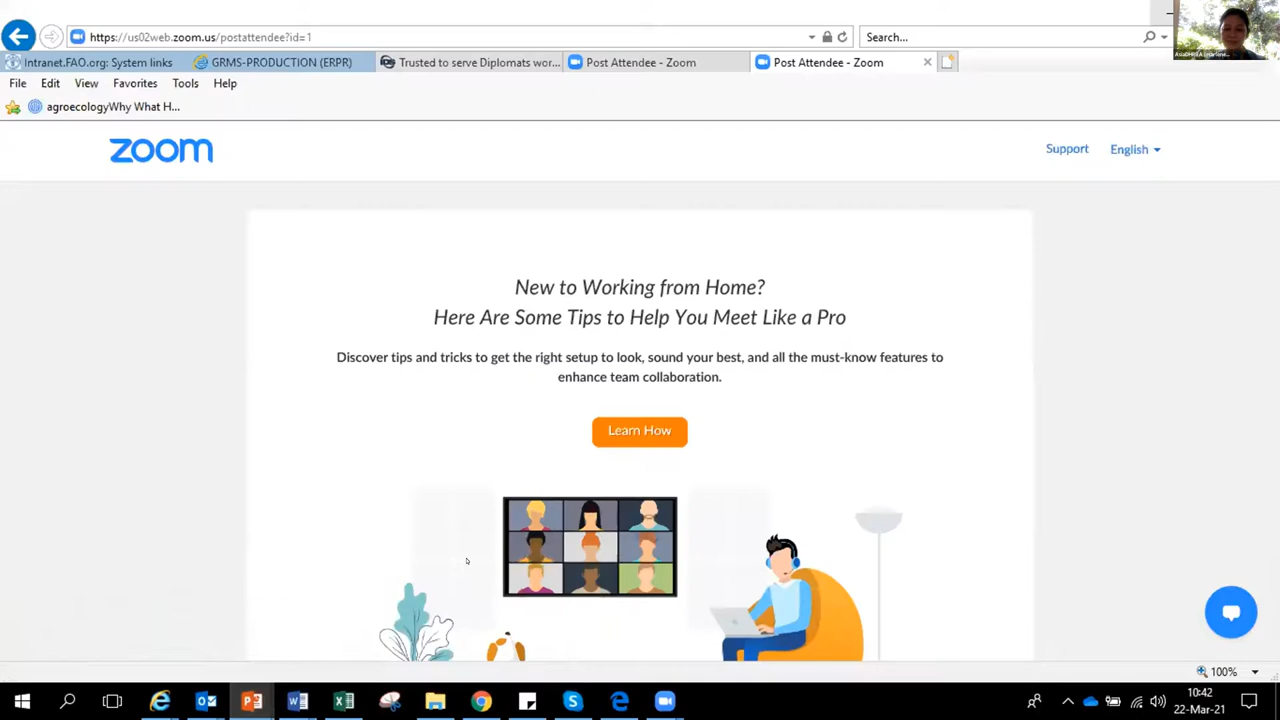 https://us02web.zoom.us/postattendee?id=1
Search...
Intranet.FAO.org: System links
GRMS-PRODUCTION (ERPR)
Trusted to serve Diplomats wor...
Post Attendee - Zoom
Post Attendee - Zoom
File Edit View Favorites Tools Help
agroecologyWhy What H...
zoom
Support
English
New to Working from Home?
Here Are Some Tips to Help You Meet Like a Pro
Discover tips and tricks to get the right setup to look, sound your best, and all the must-know features to
enhance team collaboration.
Learn How
100%
10:42
22-Mar-21